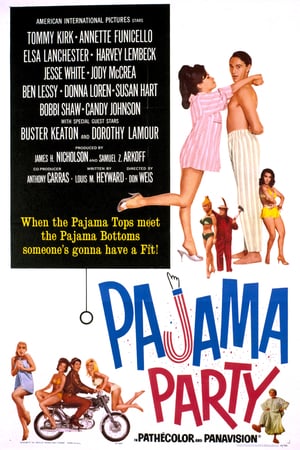 AMERICAN INTERNATIONAL PICTURES STARS
TOMMY KIRK • ANNETTE FUNICELLO
ELSA LANCHESTER • HARVEY LEMBECK
JESSE WHITE • JODY McCREA
BEN LESSY • DONNA LOREN • SUSAN HART
BOBBI SHAW • CANDY JOHNSON
WITH SPECIAL GUEST STARS
BUSTER KEATON AND DOROTHY LAMOUR
PRODUCED BY
JAMES H. NICHOLSON AND SAMUEL Z. ARKOFF
CO-PRODUCER WRITTEN BY DIRECTED BY
ANTHONY CARRAS • LOUIS M. HEYWARD • DON WEIS
When the Pajama Tops meet
the Pajama Bottoms
someone's gonna have a Fit!
PAJAMA
PARTY
IN PATHÉCOLOR AND PANAVISION